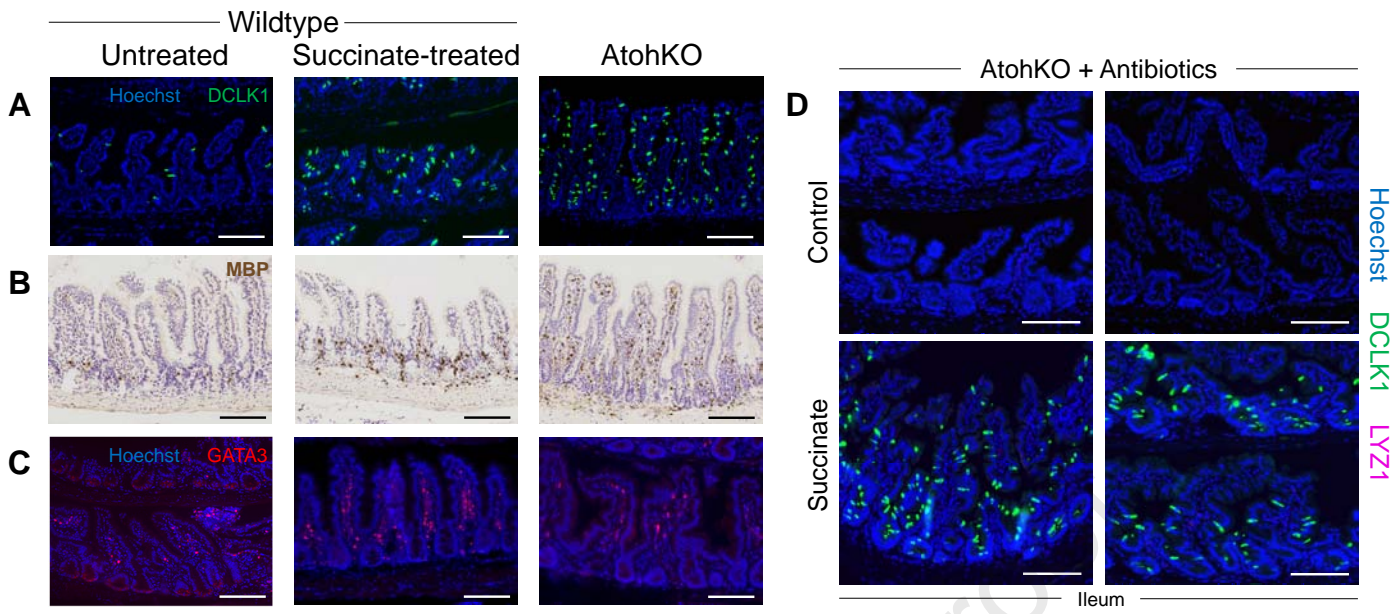 Wildtype
Untreated
Succinate-treated
AtohKO
A
Hoechst DCLK1
B
MBP
C
Hoechst GATA3
AtohKO + Antibiotics
D
Control
Succinate
Hoechst DCLK1 LYZ1
Ileum